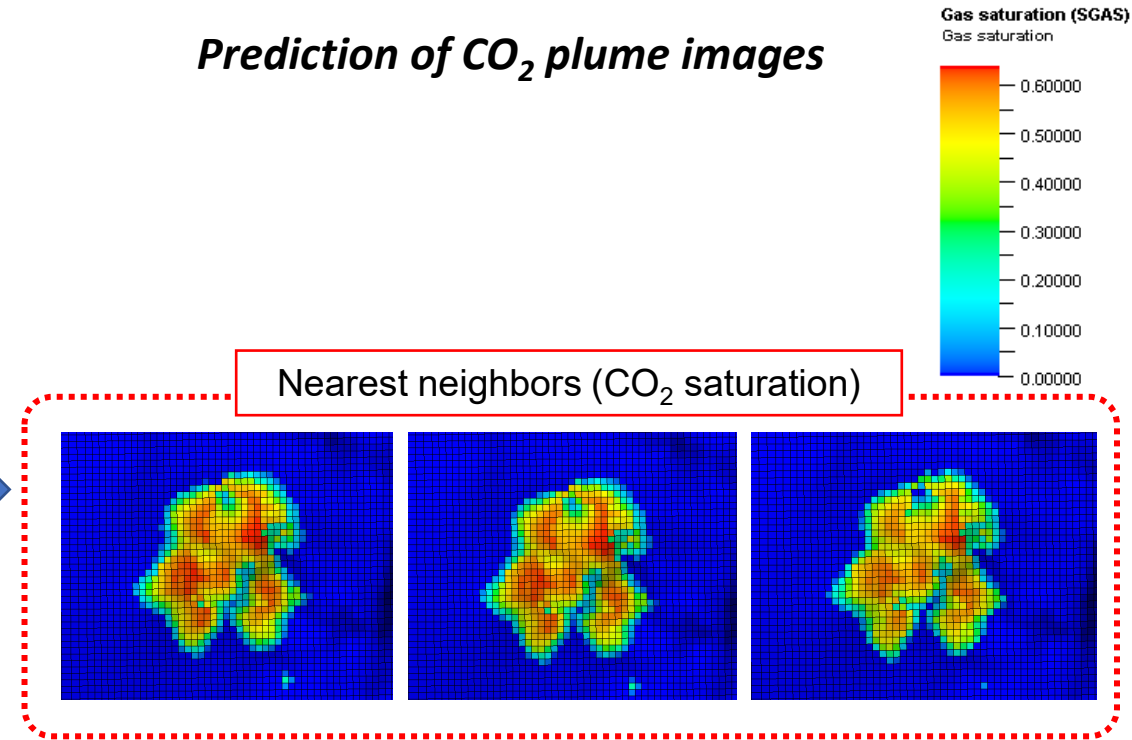 Prediction of CO₂ plume images
Gas saturation (SGAS)
Gas saturation
0.60000
0.50000
0.40000
0.30000
0.20000
0.10000
0.00000
Nearest neighbors (CO₂ saturation)